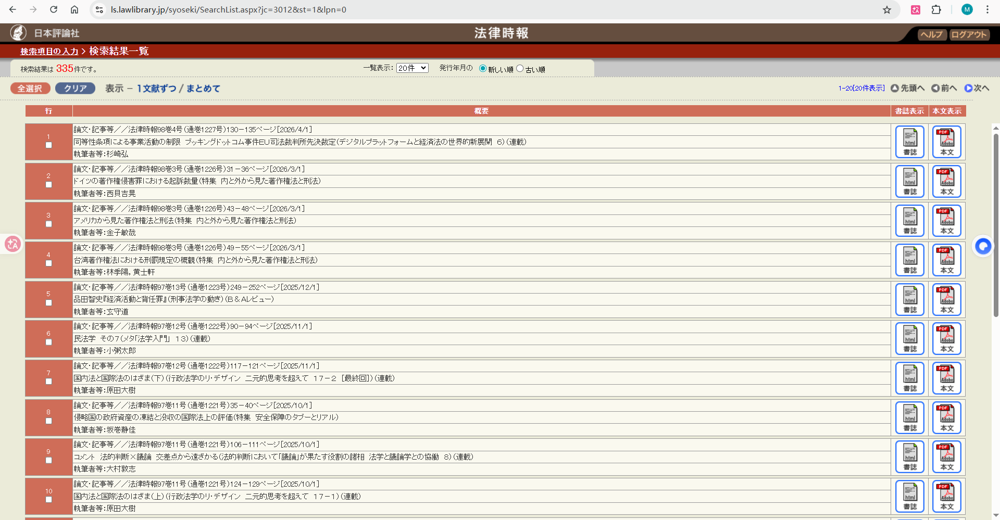 ls.lawlibrary.jp/syoseki/SearchList.aspx?jc=3012&st=1&lpn=0
M
日本評論社
法律時報
ヘルプ ログアウト
検索項目の入力 > 検索結果一覧
検索結果は 335件です。
一覧表示: 20件 発行年月の 新しい順 古い順
全選択 クリア 表示 − 1文献ずつ / まとめて
1-20[20件表示] 先頭へ 前へ 次へ
行 概要 書誌表示 本文表示
1
論文・記事等／／法律時報98巻4号(通巻1227号)130−135ページ[2026/4/1]
同等性条項による事業活動の制限 ブッキングドットコム事件ＥＵ司法裁判所先決裁定(デジタルプラットフォームと経済法の世界的新展開 ６)(連載)
執筆者等:杉崎弘
html 書誌
PDF Adobe 本文
2
論文・記事等／／法律時報98巻3号(通巻1226号)31−36ページ[2026/3/1]
ドイツの著作権侵害罪における起訴裁量(特集 内と外から見た著作権法と刑法)
執筆者等:西貝吉晃
html 書誌
PDF Adobe 本文
3
論文・記事等／／法律時報98巻3号(通巻1226号)43−48ページ[2026/3/1]
アメリカから見た著作権法と刑法(特集 内と外から見た著作権法と刑法)
執筆者等:金子敏哉
html 書誌
PDF Adobe 本文
4
論文・記事等／／法律時報98巻3号(通巻1226号)49−55ページ[2026/3/1]
台湾著作権法における刑罰規定の概観(特集 内と外から見た著作権法と刑法)
執筆者等:林季陽, 黄士軒
html 書誌
PDF Adobe 本文
5
論文・記事等／／法律時報97巻13号(通巻1223号)249−252ページ[2025/12/1]
品田智史『経済活動と背任罪』(刑事法学の動き)(Ｂ＆Ａレビュー)
執筆者等:玄守道
html 書誌
PDF Adobe 本文
6
論文・記事等／／法律時報97巻12号(通巻1222号)90−94ページ[2025/11/1]
民法学 その７(メタ「法学入門」 １３)(連載)
執筆者等:小粥太郎
html 書誌
PDF Adobe 本文
7
論文・記事等／／法律時報97巻12号(通巻1222号)117−121ページ[2025/11/1]
国内法と国際法のはざま(下)(行政法学のリ・デザイン 二元的思考を超えて １７−２ [最終回])(連載)
執筆者等:原田大樹
html 書誌
PDF Adobe 本文
8
論文・記事等／／法律時報97巻11号(通巻1221号)35−40ページ[2025/10/1]
侵略国の政府資産の凍結と没収の国際法上の評価(特集 安全保障のタブーとリアル)
執筆者等:坂巻静佳
html 書誌
PDF Adobe 本文
9
論文・記事等／／法律時報97巻11号(通巻1221号)106−111ページ[2025/10/1]
コメント 法的判断×議論 交差点から遠ざかる(法的判断において「議論」が果たす役割の諸相 法学と議論学との協働 ８)(連載)
執筆者等:大村敦志
html 書誌
PDF Adobe 本文
10
論文・記事等／／法律時報97巻11号(通巻1221号)124−129ページ[2025/10/1]
国内法と国際法のはざま(上)(行政法学のリ・デザイン 二元的思考を超えて １７−１)(連載)
執筆者等:原田大樹
html 書誌
PDF Adobe 本文